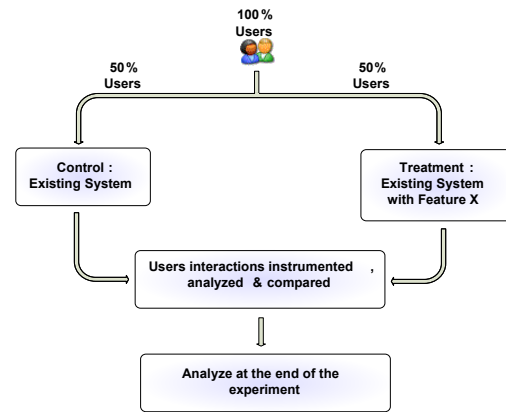 100%
Users
50%
Users
50%
Users
Control :
Existing System
Treatment :
Existing System
with Feature X
Users interactions instrumented ,
analyzed & compared
Analyze at the end of the
experiment